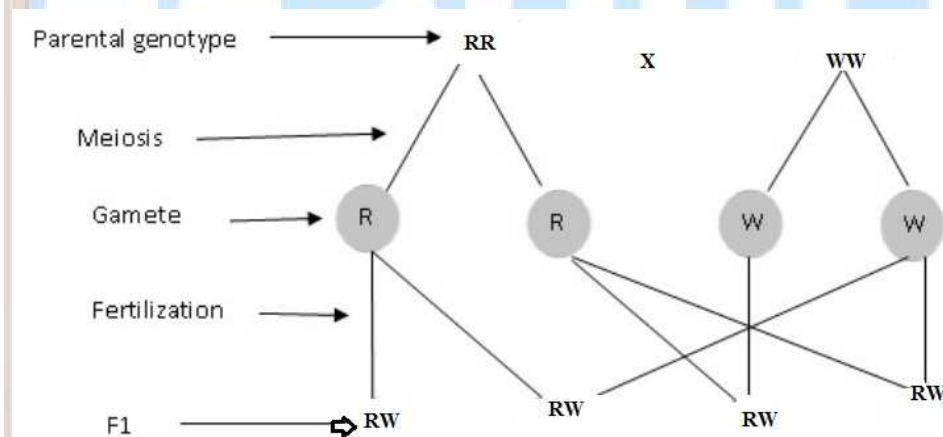 Parental genotype RR X WW
Meiosis
Gamete R R W W
Fertilization
F1 RW RW RW RW